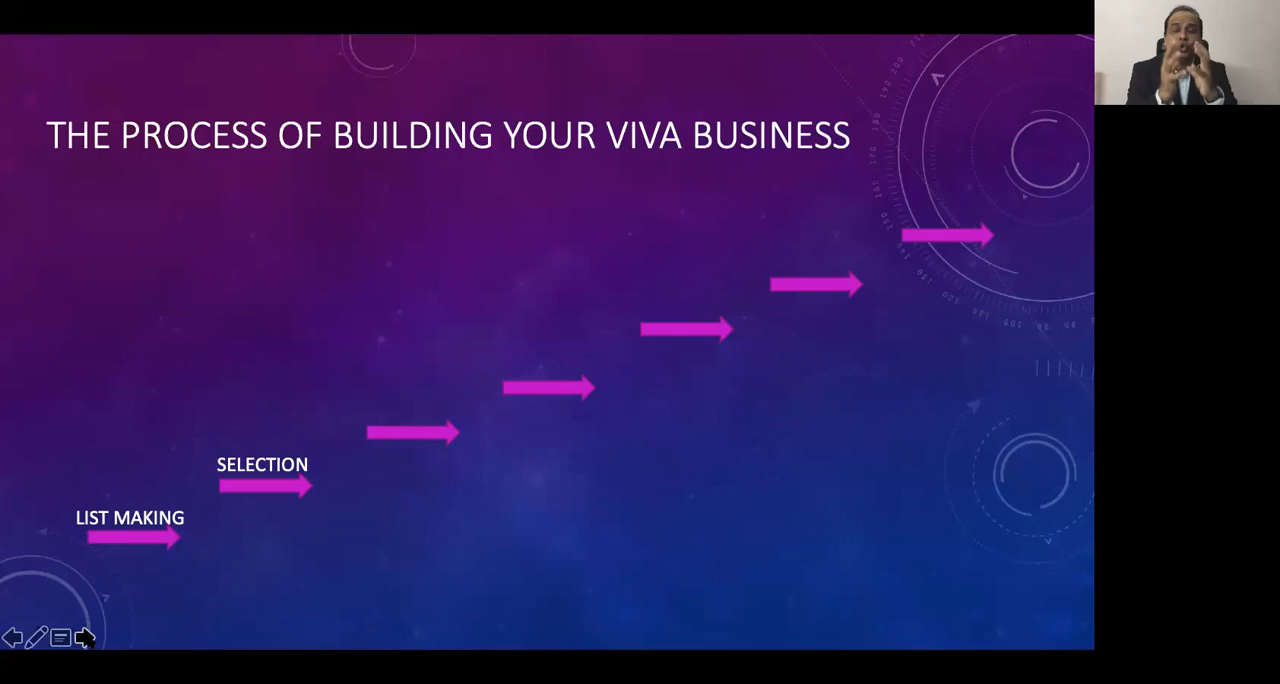 THE PROCESS OF BUILDING YOUR VIVA BUSINESS
SELECTION
LIST MAKING